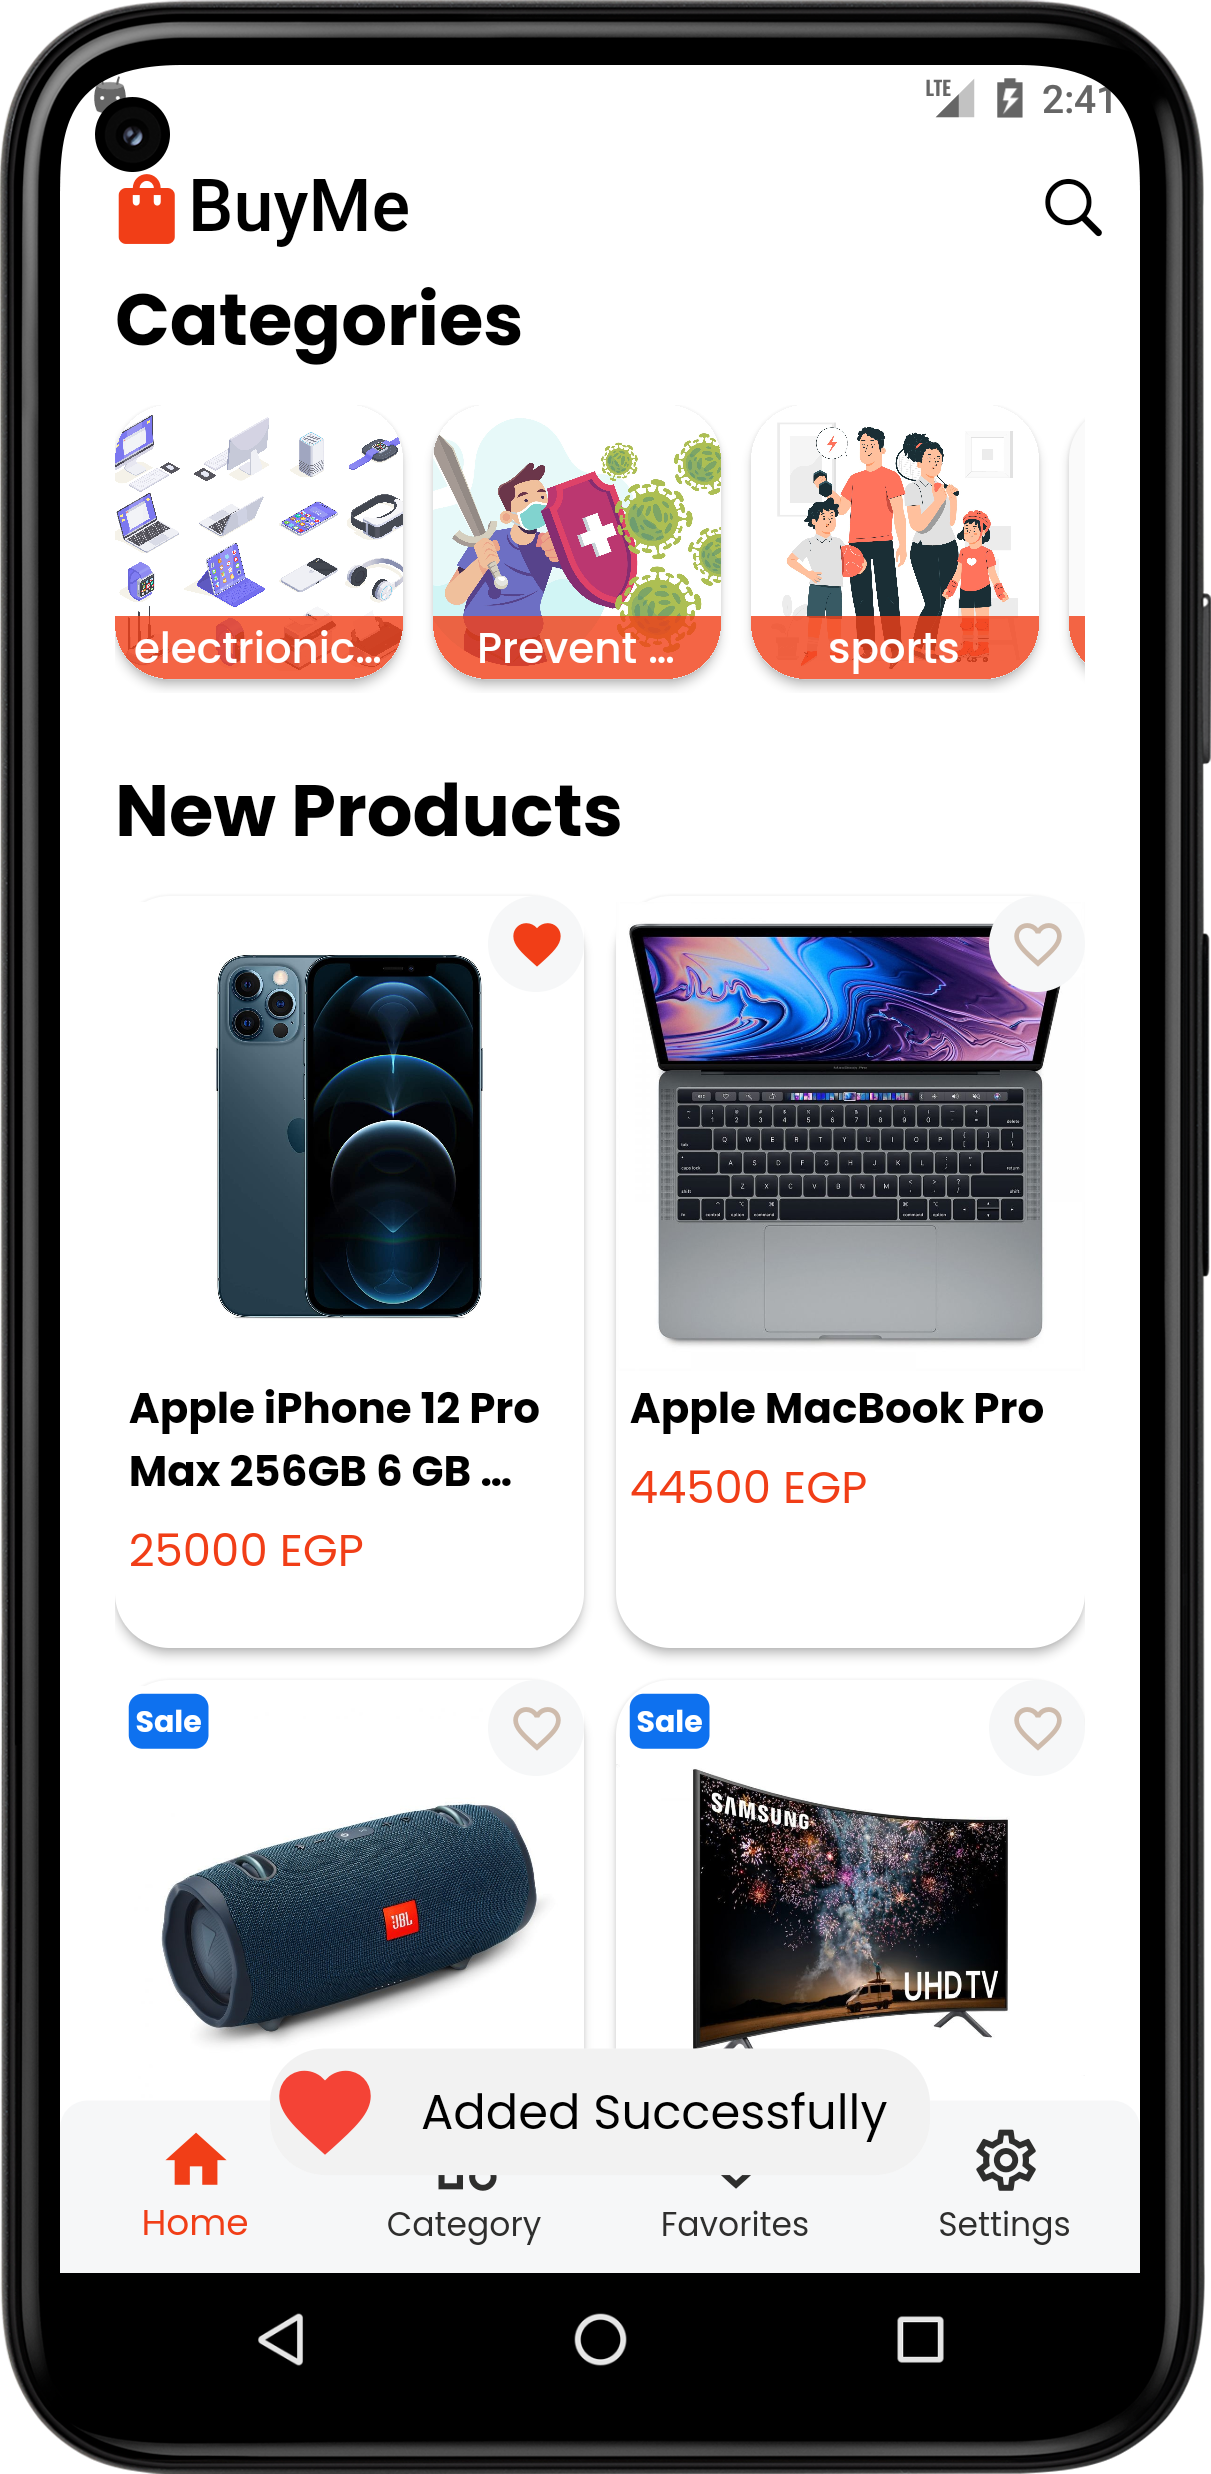 LTE 2:41
BuyMe
Categories
electrionic...
Prevent ...
sports
New Products
Apple iPhone 12 Pro
Max 256GB 6 GB ...
25000 EGP
Apple MacBook Pro
44500 EGP
Sale
JBL
Sale
SAMSUNG
UHD TV
Added Successfully
Home
Category
Favorites
Settings